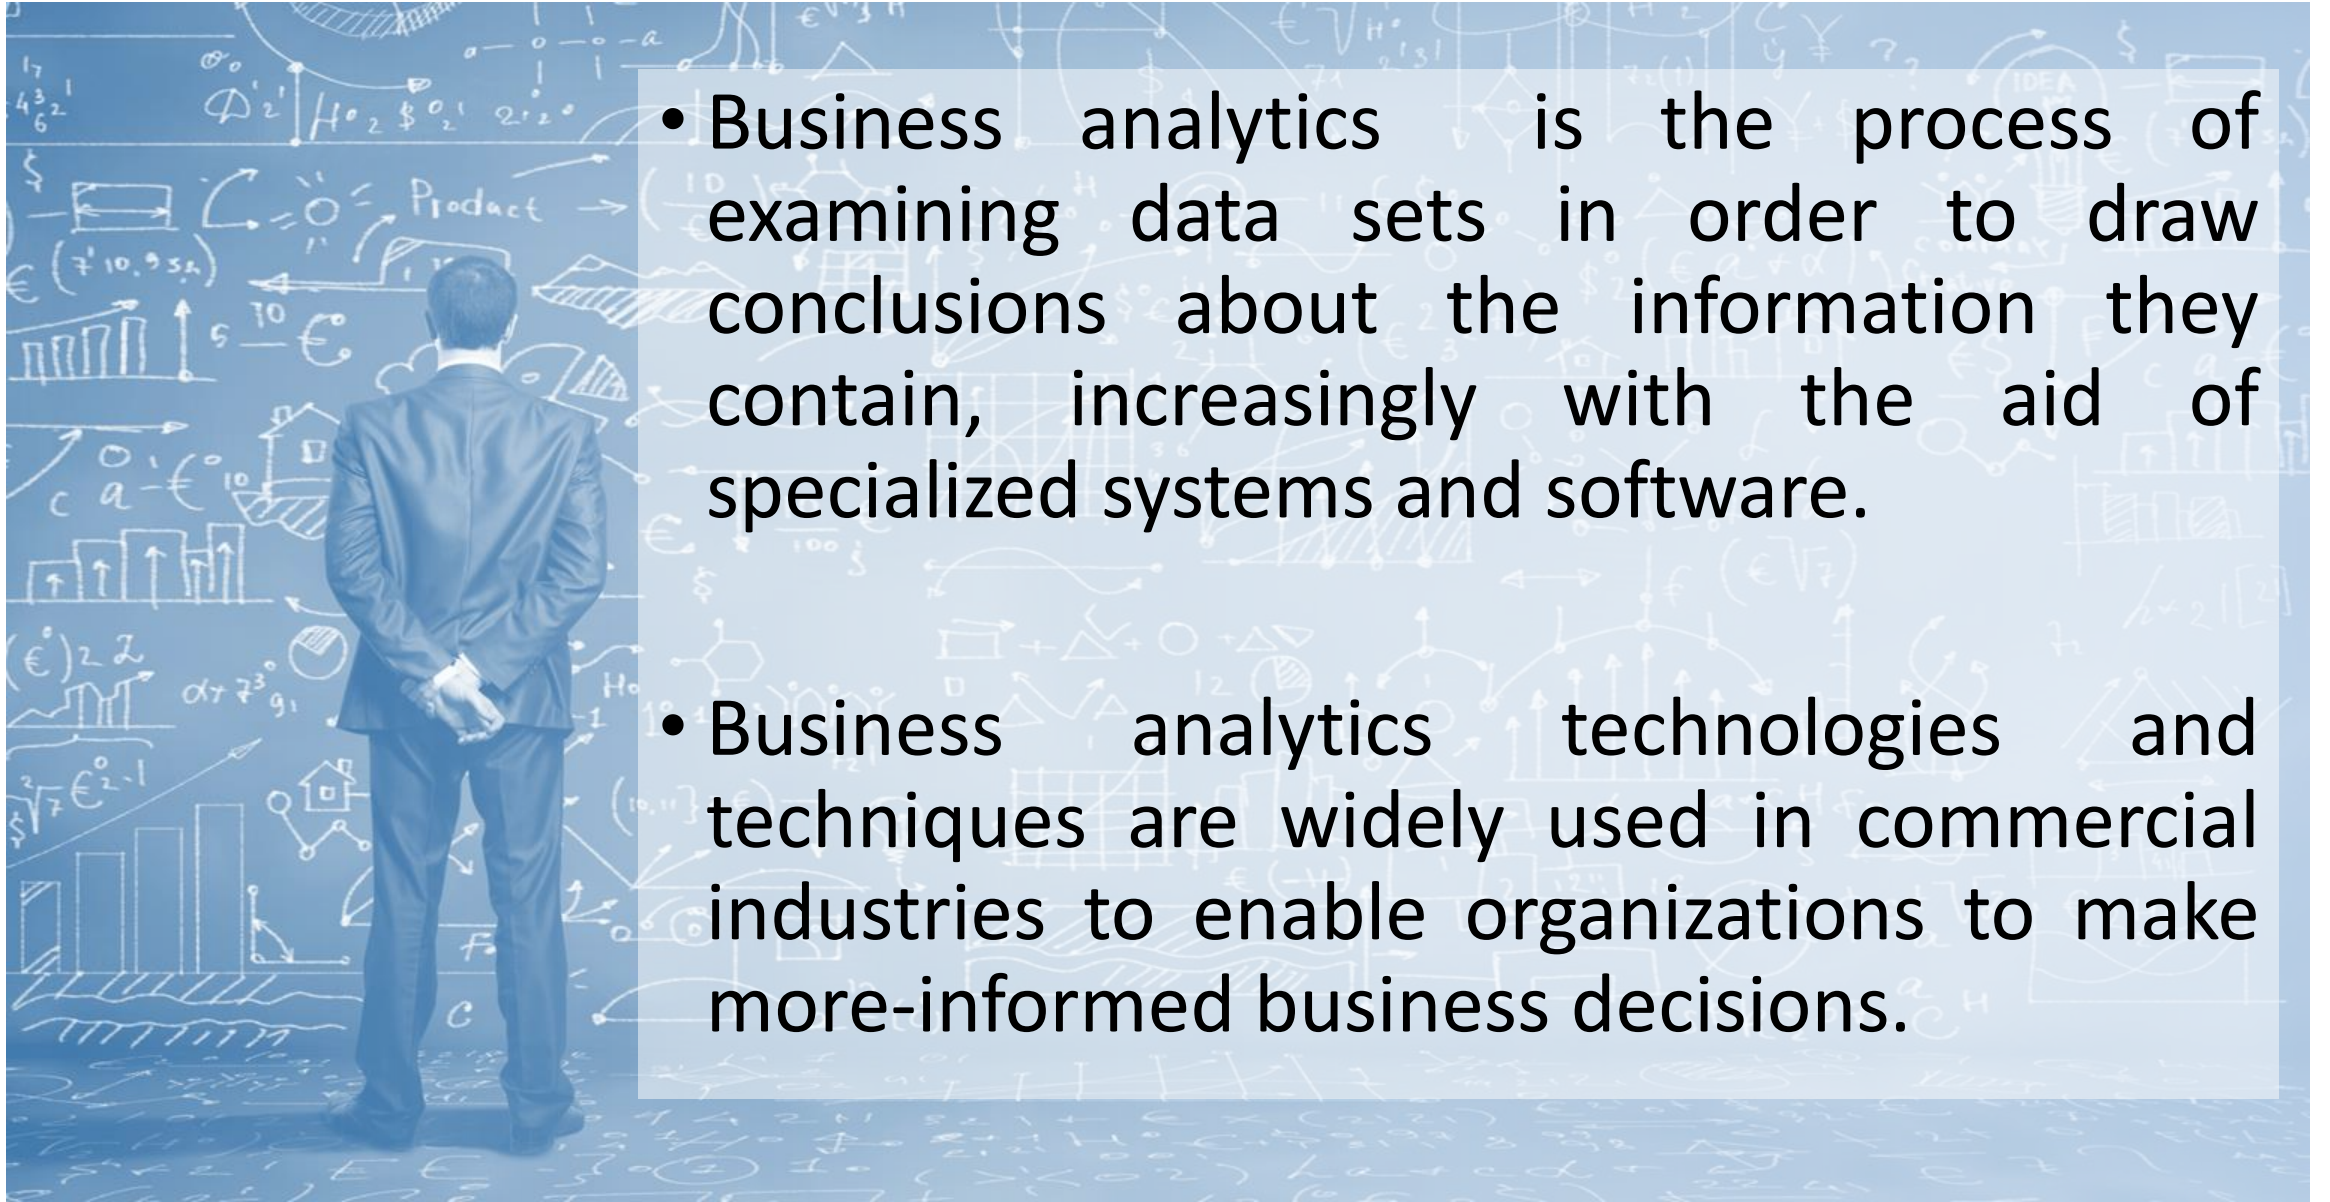 • Business analytics is the process of
examining data sets in order to draw
conclusions about the information they
contain, increasingly with the aid of
specialized systems and software.
• Business analytics technologies and
techniques are widely used in commercial
industries to enable organizations to make
more-informed business decisions.
Product
IDEA